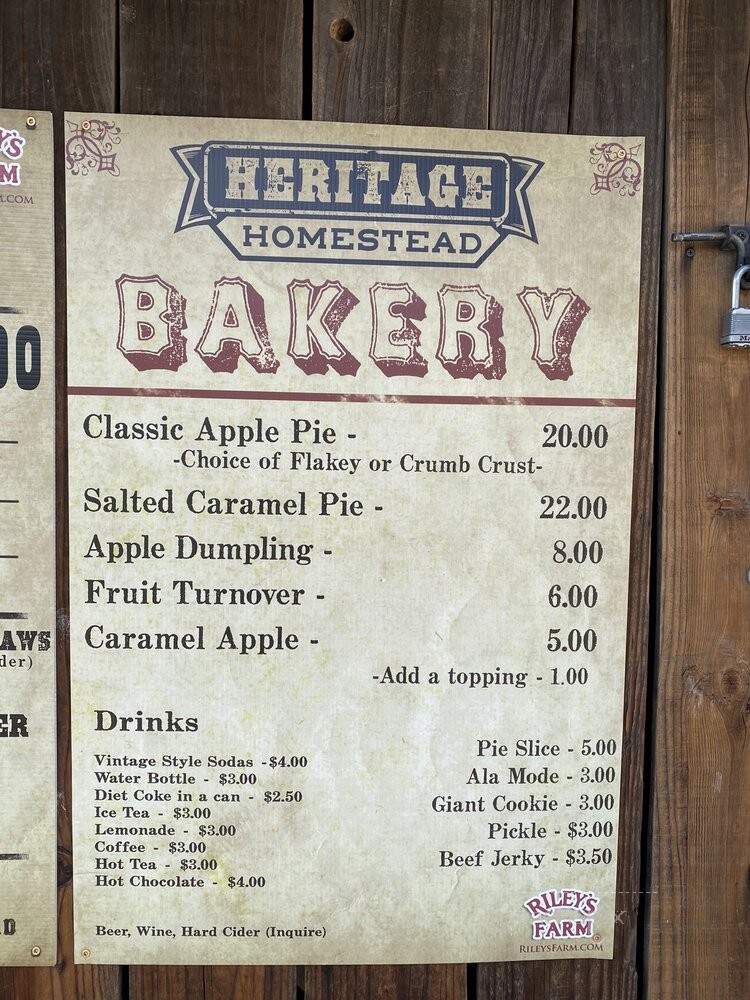 Y'S
M
.COM
00
AWS
der)
ER
D
HERITAGE
HOMESTEAD
BAKERY
Classic Apple Pie - 20.00
-Choice of Flakey or Crumb Crust-
Salted Caramel Pie - 22.00
Apple Dumpling - 8.00
Fruit Turnover - 6.00
Caramel Apple - 5.00
-Add a topping - 1.00
Drinks
Vintage Style Sodas -$4.00
Water Bottle - $3.00
Diet Coke in a can - $2.50
Ice Tea - $3.00
Lemonade - $3.00
Coffee - $3.00
Hot Tea - $3.00
Hot Chocolate - $4.00
Beer, Wine, Hard Cider (Inquire)
Pie Slice - 5.00
Ala Mode - 3.00
Giant Cookie - 3.00
Pickle - $3.00
Beef Jerky - $3.50
RILEY'S
FARM
RILEYSFARM.COM